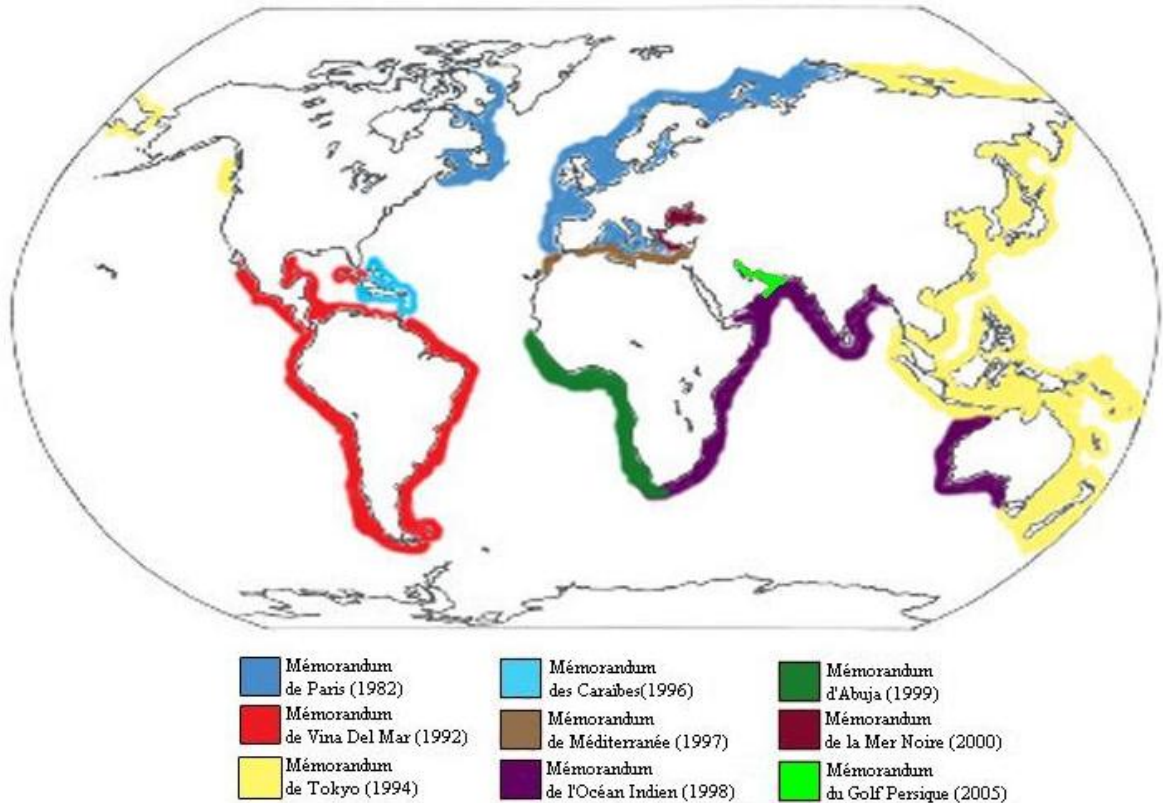 Mémorandum
de Paris (1982)
Mémorandum
de Vina Del Mar (1992)
Mémorandum
de Tokyo (1994)
Mémorandum
des Caraïbes(1996)
Mémorandum
de Méditerranée (1997)
Mémorandum
de l'Océan Indien (1998)
Mémorandum
d'Abuja (1999)
Mémorandum
de la Mer Noire (2000)
Mémorandum
du Golf Persique (2005)